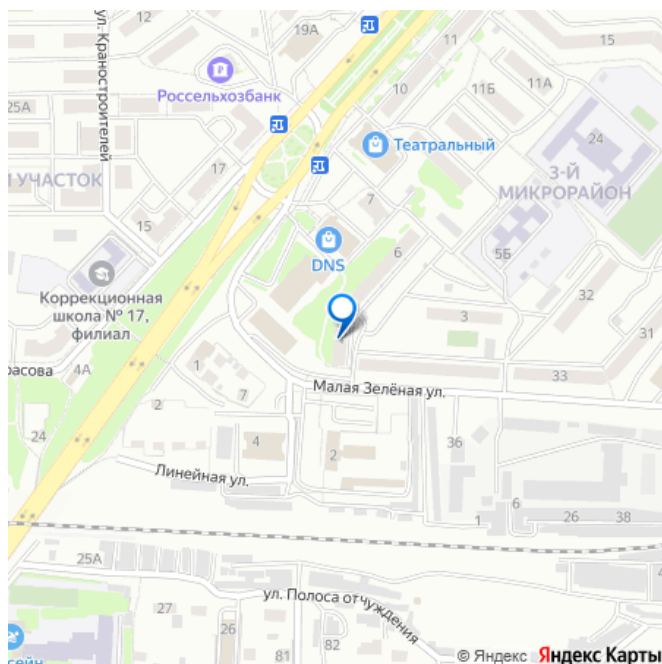 19А
11
15
ул. Краностроителей
Россельхозбанк
10
11Б
11А
25А
24
Театральный
17
3-Й
МИКРОРАЙОН
Й УЧАСТОК
7
15
6
5Б
DNS
Коррекционная
школа № 17,
филиал
32
3
1
расова
4А
33
Малая Зелёная ул.
7
2
24
4
36
2
Линейная ул.
6
1
26
38
25А
4
ул. Полоса отчуждения
27
26
81
82
сейн
© Яндекс Яндекс Карты